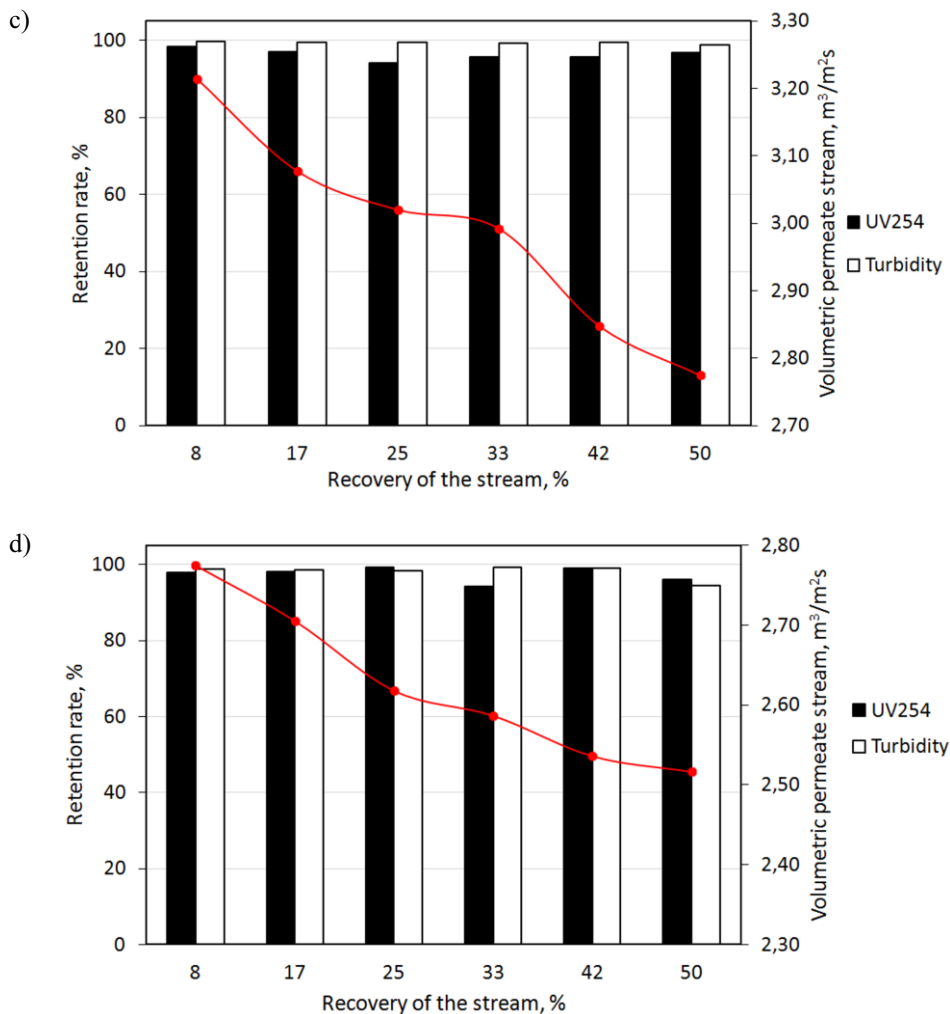 c)
100
80
60
40
20
0
Retention rate, %
8 17 25 33 42 50
Recovery of the stream, %
3,30
3,20
3,10
3,00
2,90
2,80
2,70
Volumetric permeate stream, m³/m²s
UV254
Turbidity
d)
100
80
60
40
20
0
Retention rate, %
8 17 25 33 42 50
Recovery of the stream, %
2,80
2,70
2,60
2,50
2,40
2,30
Volumetric permeate stream, m³/m²s
UV254
Turbidity